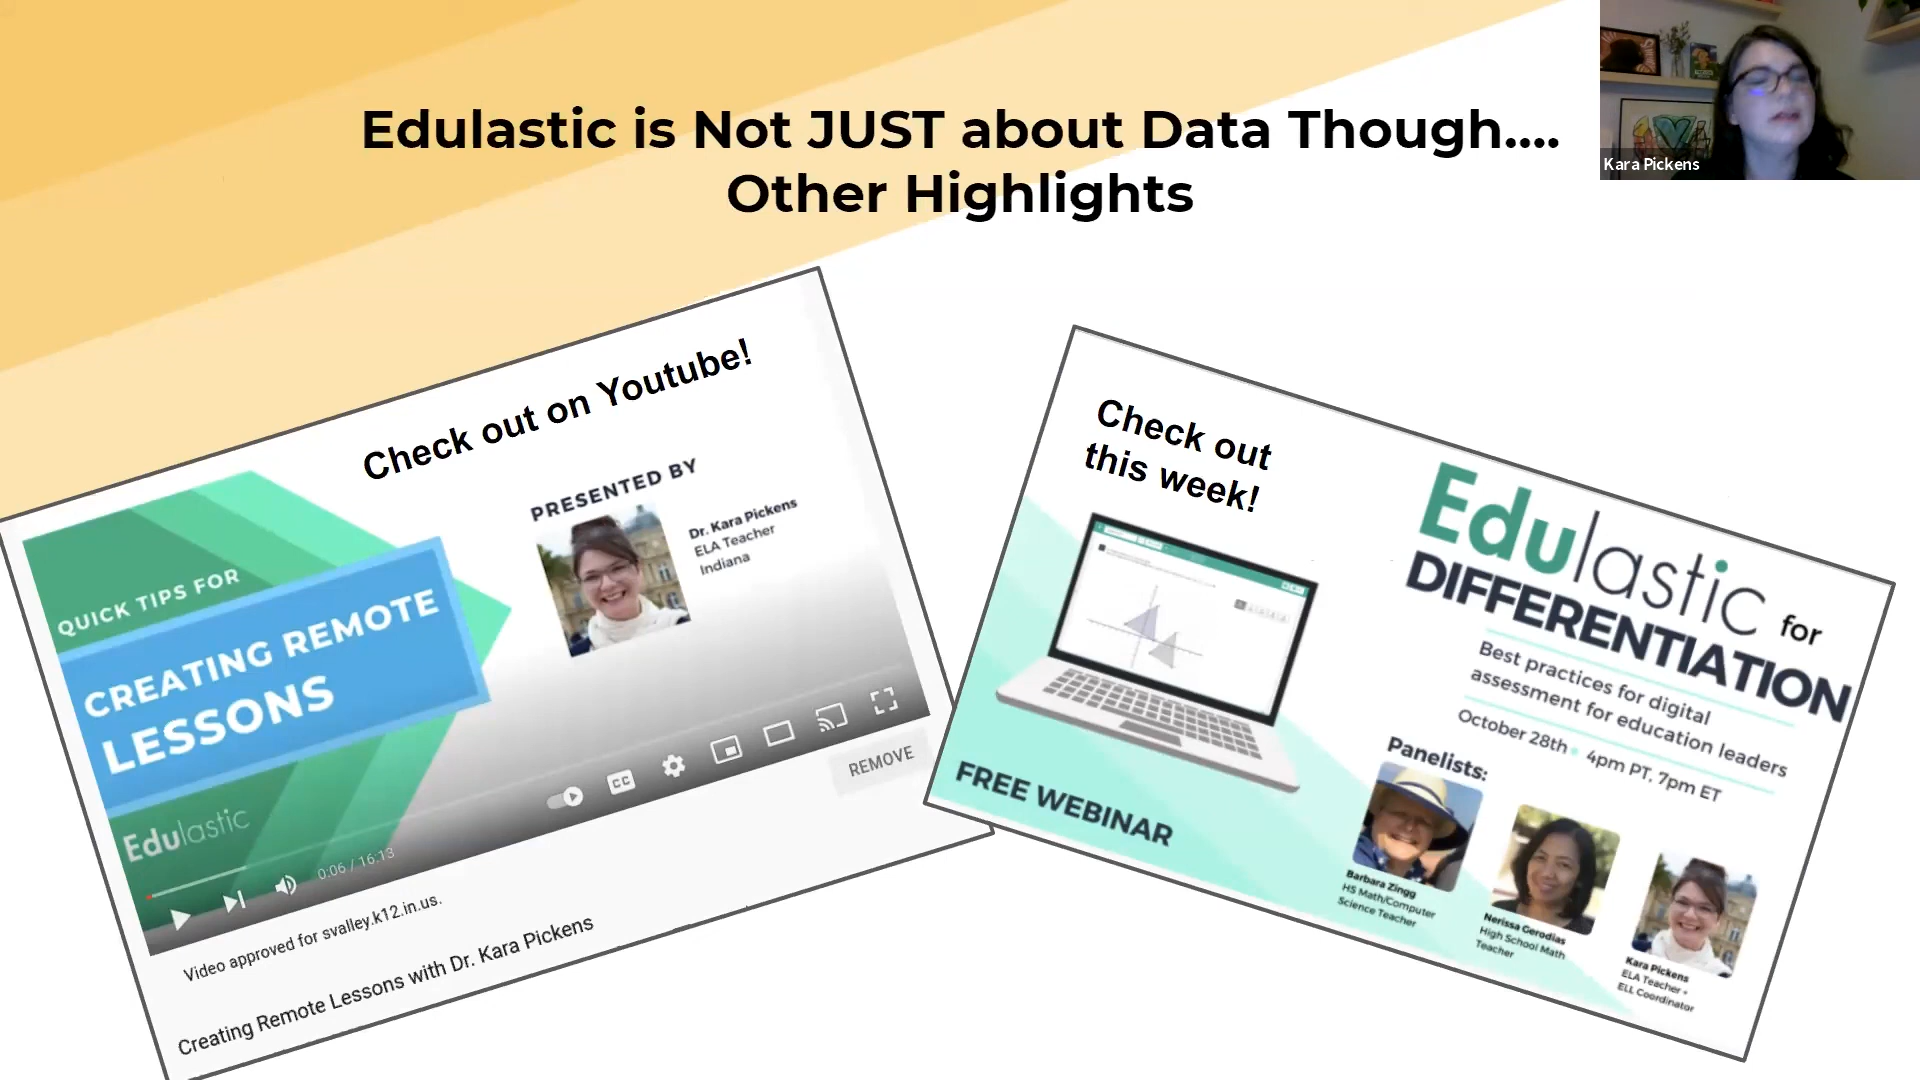 Edulastic is Not JUST about Data Though....
Other Highlights
Kara Pickens
Check out on Youtube!
QUICK TIPS FOR
CREATING REMOTE
LESSONS
Edulastic
PRESENTED BY
Dr. Kara Pickens
ELA Teacher
Indiana
CC
0:06 / 16:13
REMOVE
Video approved for svalley.k12.in.us.
Creating Remote Lessons with Dr. Kara Pickens
Check out
this week!
Edulastic for
DIFFERENTIATION
Best practices for digital
assessment for education leaders
October 28th 4pm PT, 7pm ET
FREE WEBINAR
Panelists:
Barbara Zingg
HS Math/Computer
Science Teacher
Nerissa Gerodias
High School Math
Teacher
Kara Pickens
ELA Teacher +
ELL Coordinator